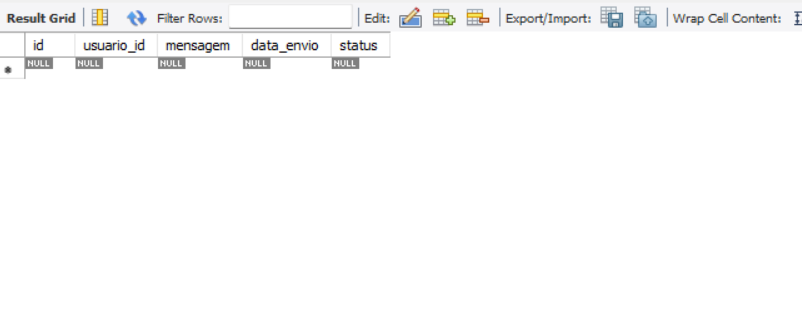 Result Grid Filter Rows: Edit: Export/Import: Wrap Cell Content:
id usuario_id mensagem data_envio status
NULL NULL NULL NULL NULL